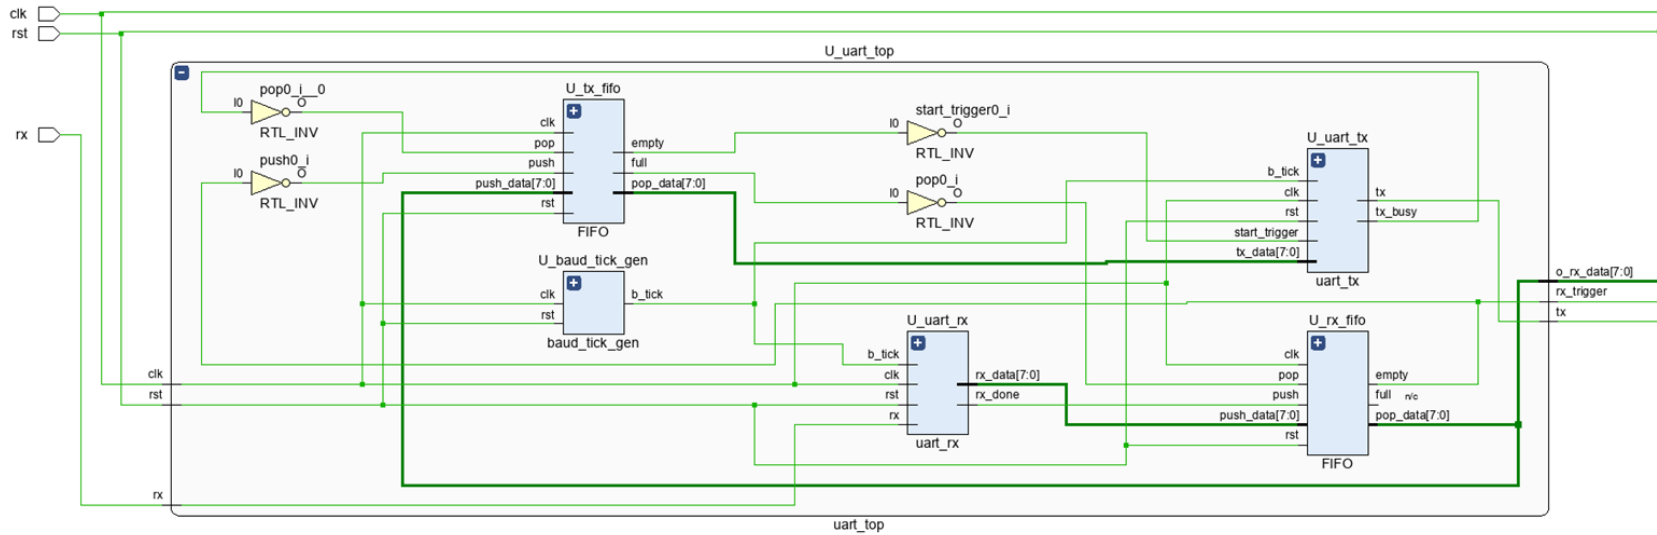 clk
rst
U_uart_top
pop0_i__0
I0
O
RTL_INV
U_tx_fifo
clk
pop
push
push_data[7:0]
rst
empty
full
pop_data[7:0]
FIFO
start_trigger0_i
I0
O
RTL_INV
rx
push0_i
I0
O
RTL_INV
pop0_i
I0
O
RTL_INV
U_uart_tx
b_tick
clk
rst
start_trigger
tx_data[7:0]
tx
tx_busy
uart_tx
U_baud_tick_gen
clk
rst
b_tick
baud_tick_gen
o_rx_data[7:0]
rx_trigger
tx
U_uart_rx
b_tick
clk
rst
rx
rx_data[7:0]
rx_done
uart_rx
U_rx_fifo
clk
pop
push
push_data[7:0]
rst
empty
full n/c
pop_data[7:0]
FIFO
clk
rst
rx
uart_top